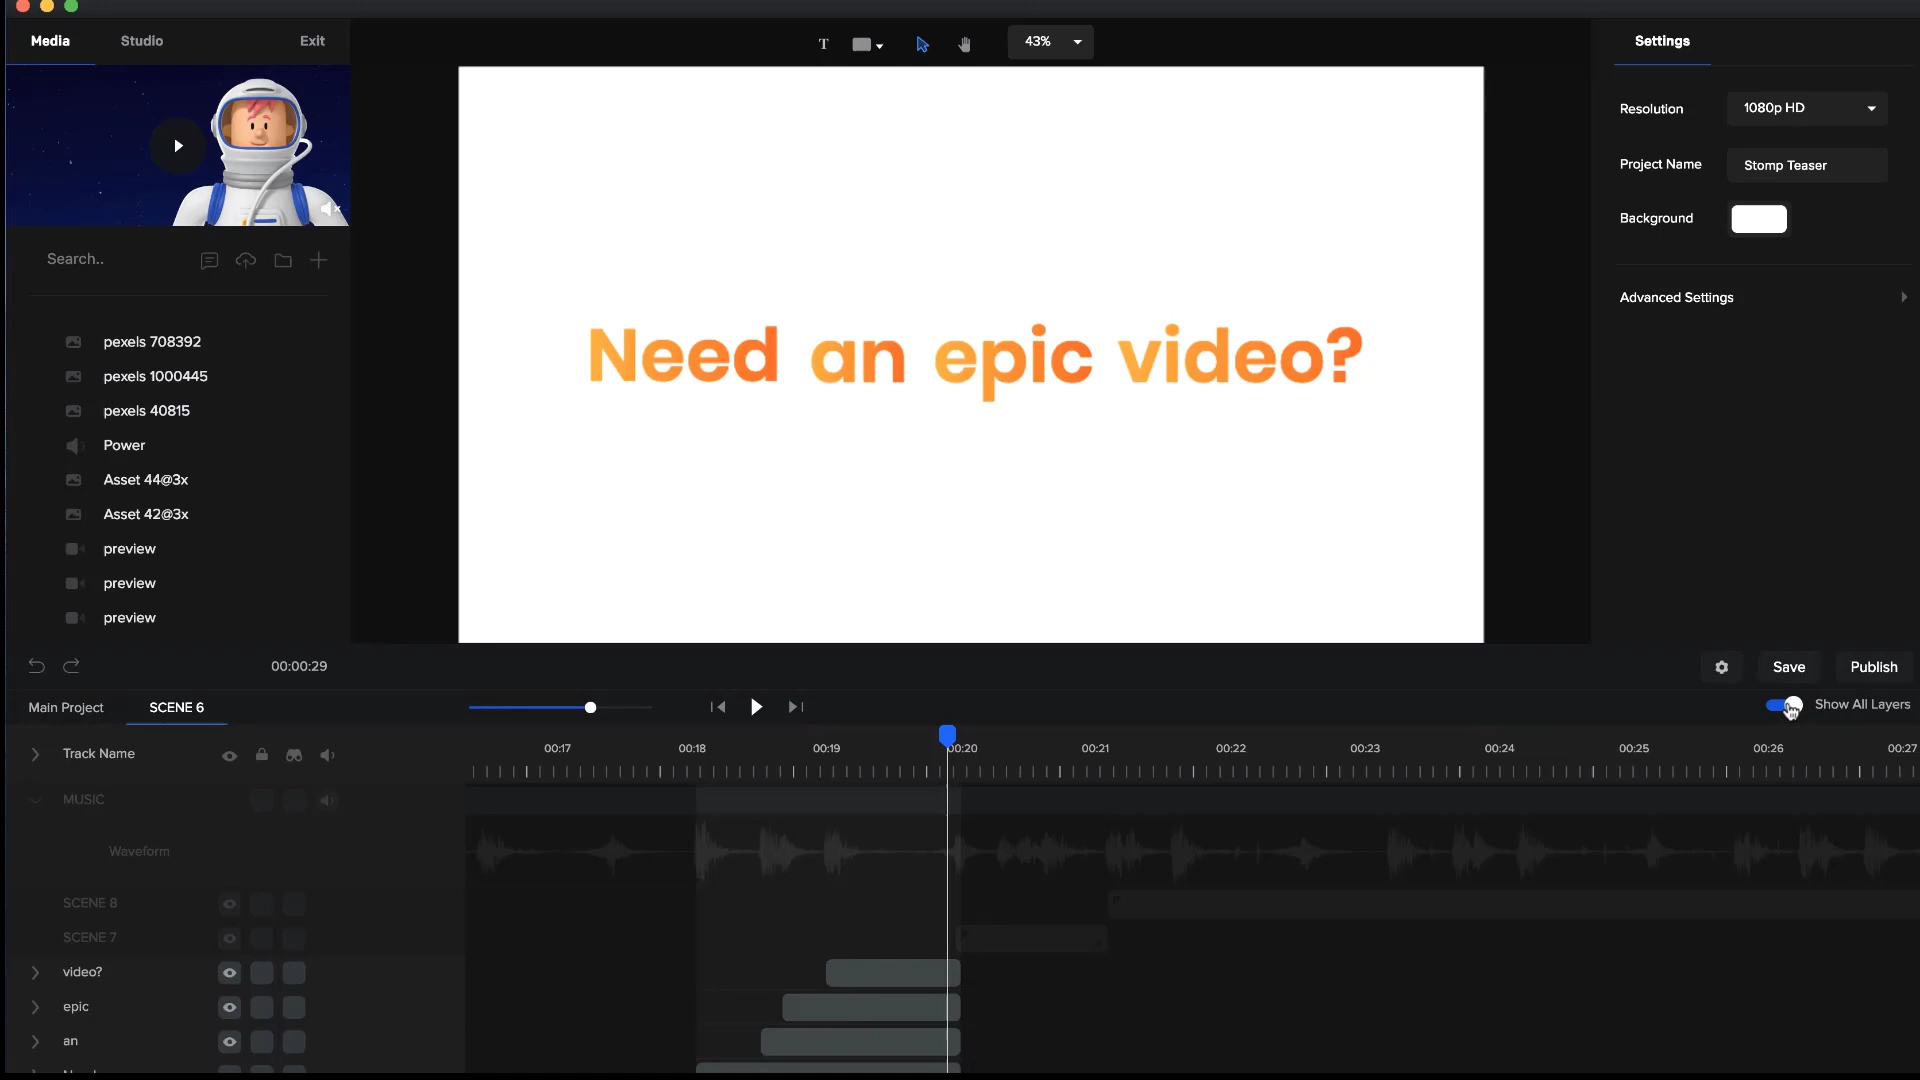 Media Studio Exit
T 43%
Settings
Resolution 1080p HD
Project Name Stomp Teaser
Background
Advanced Settings
Need an epic video?
Search..
pexels 708392
pexels 1000445
pexels 40815
Power
Asset 44@3x
Asset 42@3x
preview
preview
preview
00:00:29
Save Publish
Main Project SCENE 6
Show All Layers
Track Name
00:17 00:18 00:19 00:20 00:21 00:22 00:23 00:24 00:25 00:26 00:27
MUSIC
Waveform
SCENE 8
SCENE 7
video?
epic
an